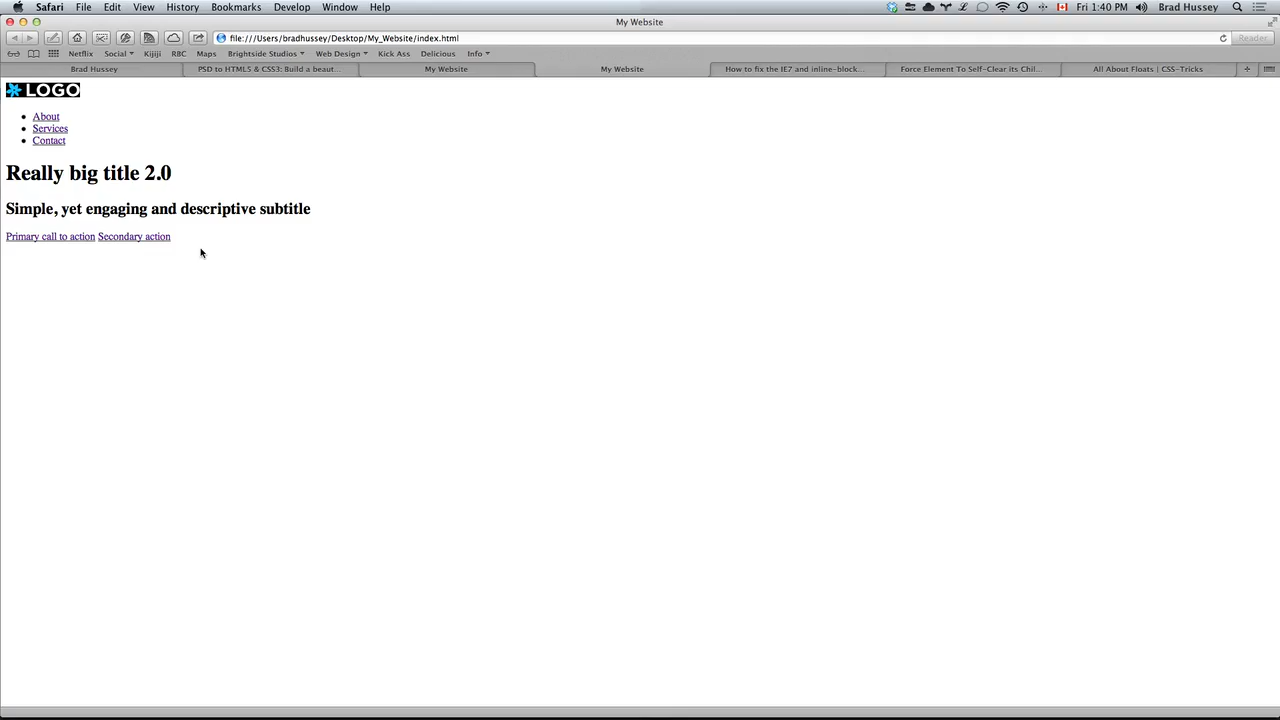 Safari File Edit View History Bookmarks Develop Window Help Fri 1:40 PM Brad Hussey
My Website
file:///Users/bradhussey/Desktop/My_Website/index.html Reader
Netflix Social Kijiji RBC Maps Brightside Studios Web Design Kick Ass Delicious Info
Brad Hussey PSD to HTML5 & CSS3: Build a beaut... My Website My Website How to fix the IE7 and inline-block... Force Element To Self-Clear its Chil... All About Floats | CSS-Tricks
LOGO
About
Services
Contact
Really big title 2.0
Simple, yet engaging and descriptive subtitle
Primary call to action Secondary action